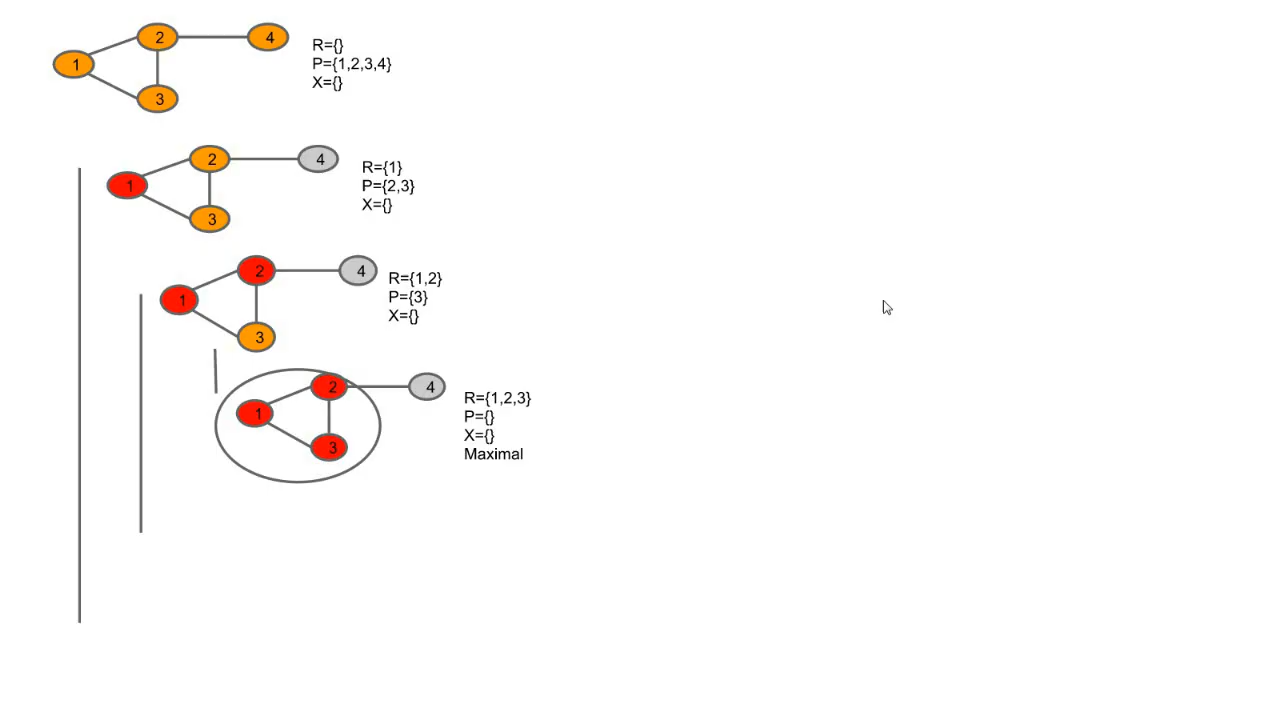 2
4
1
3
R={}
P={1,2,3,4}
X={}
2
4
1
3
R={1}
P={2,3}
X={}
2
4
1
3
R={1,2}
P={3}
X={}
2
4
1
3
R={1,2,3}
P={}
X={}
Maximal